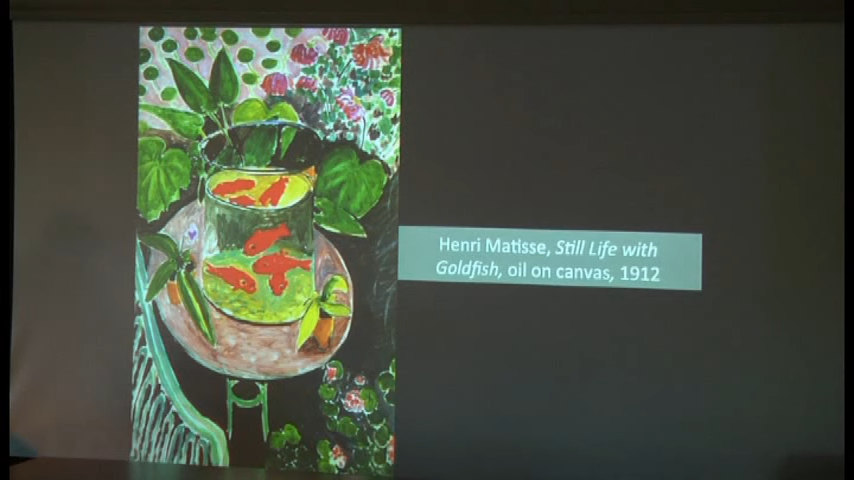 Henri Matisse, Still Life with
Goldfish, oil on canvas, 1912